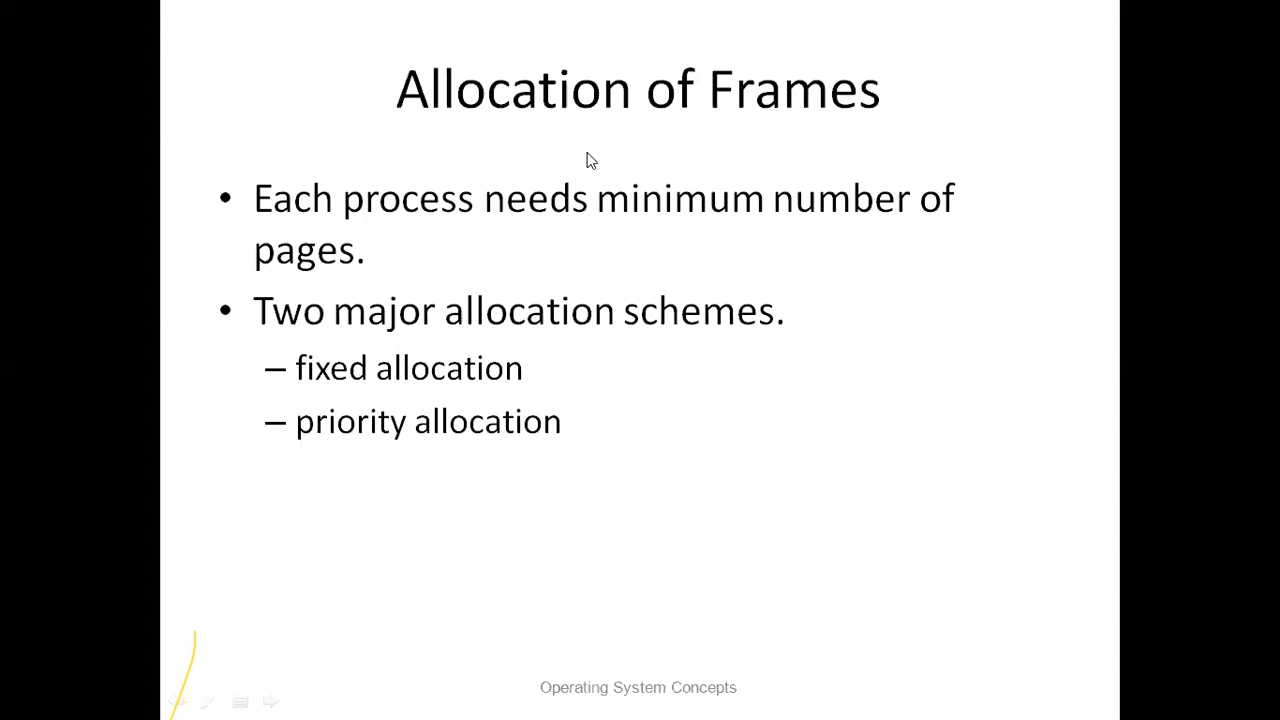 Allocation of Frames
• Each process needs minimum number of
pages.
• Two major allocation schemes.
– fixed allocation
– priority allocation
Operating System Concepts